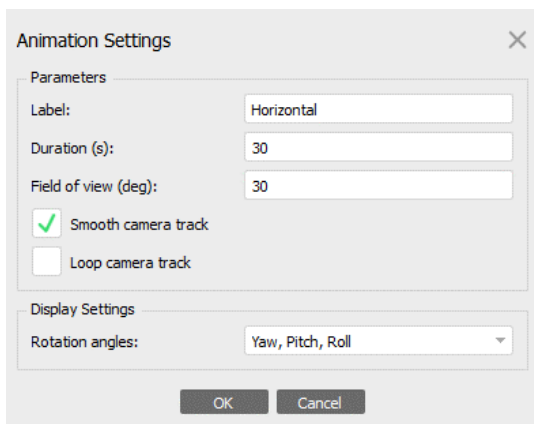 Animation Settings
Parameters
Label: Horizontal
Duration (s): 30
Field of view (deg): 30
Smooth camera track
Loop camera track
Display Settings
Rotation angles: Yaw, Pitch, Roll
OK Cancel